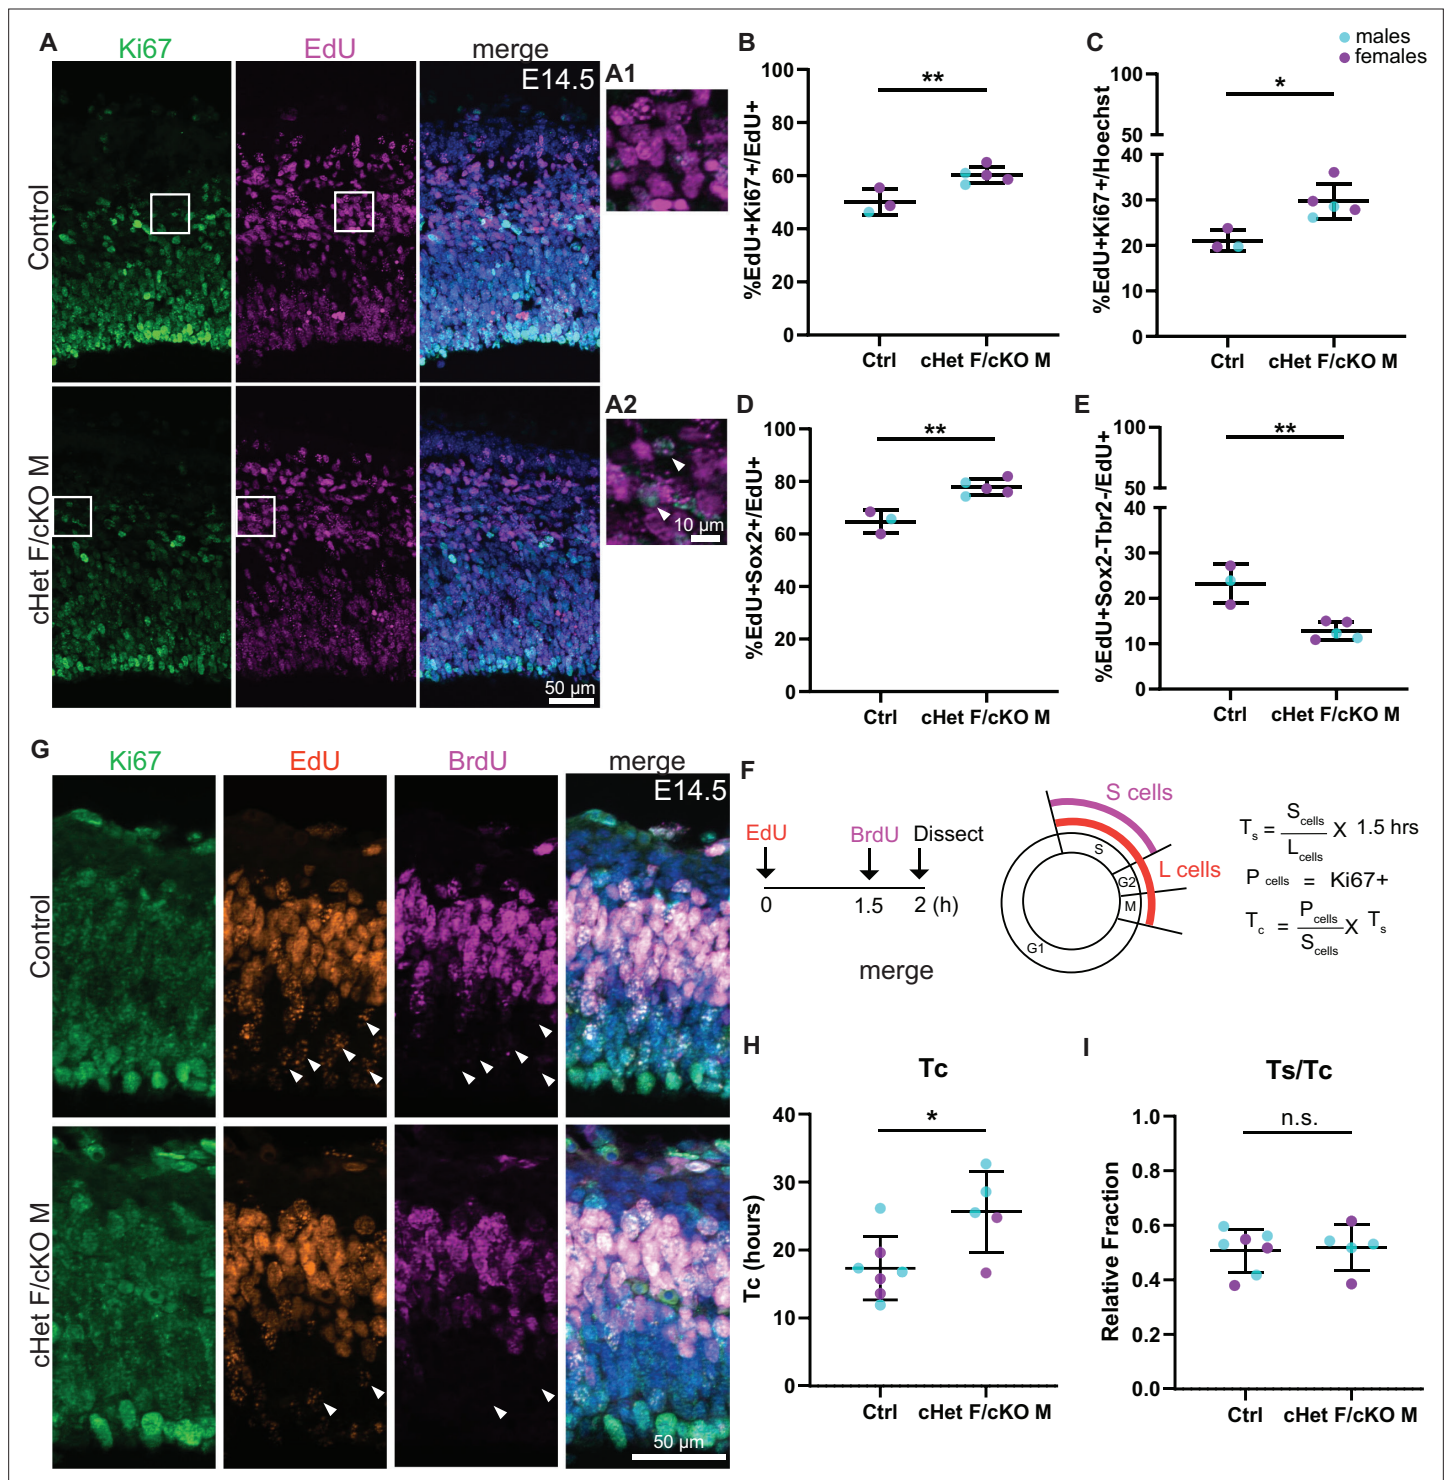 A
Ki67
EdU
merge
E14.5
Control
cHet F/cKO M
50 µm
A1
A2
10 µm
B
%EdU+Ki67+/EdU+
100
80
60
40
20
0
**
Ctrl
cHet F/cKO M
C
males
females
%EdU+Ki67+/Hoechst
100
50
40
30
20
10
0
*
Ctrl
cHet F/cKO M
D
%EdU+Sox2+/EdU+
100
80
60
40
20
0
**
Ctrl
cHet F/cKO M
E
%EdU+Sox2-Tbr2-/EdU+
100
50
40
30
20
10
0
**
Ctrl
cHet F/cKO M
G
Ki67
EdU
BrdU
merge
E14.5
Control
cHet F/cKO M
50 µm
F
EdU
BrdU
Dissect
0
1.5
2 (h)
S cells
L cells
S
G2
M
G1
merge
Ts = Scells / Lcells X 1.5 hrs
Pcells = Ki67+
Tc = Pcells / Scells X Ts
H
Tc
Tc (hours)
40
30
20
10
0
*
Ctrl
cHet F/cKO M
I
Ts/Tc
Relative Fraction
1.0
0.8
0.6
0.4
0.2
0.0
n.s.
Ctrl
cHet F/cKO M